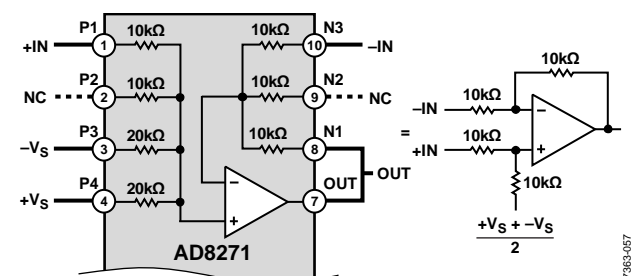 P1
10kΩ
10kΩ
N3
+IN
1
10
–IN
P2
10kΩ
10kΩ
N2
NC
2
9
NC
P3
20kΩ
10kΩ
N1
–VS
3
8
P4
20kΩ
OUT
OUT
+VS
4
7
–
+
AD8271
=
10kΩ
10kΩ
–IN
–
10kΩ
+IN
+
10kΩ
+VS + –VS
2
7363-057